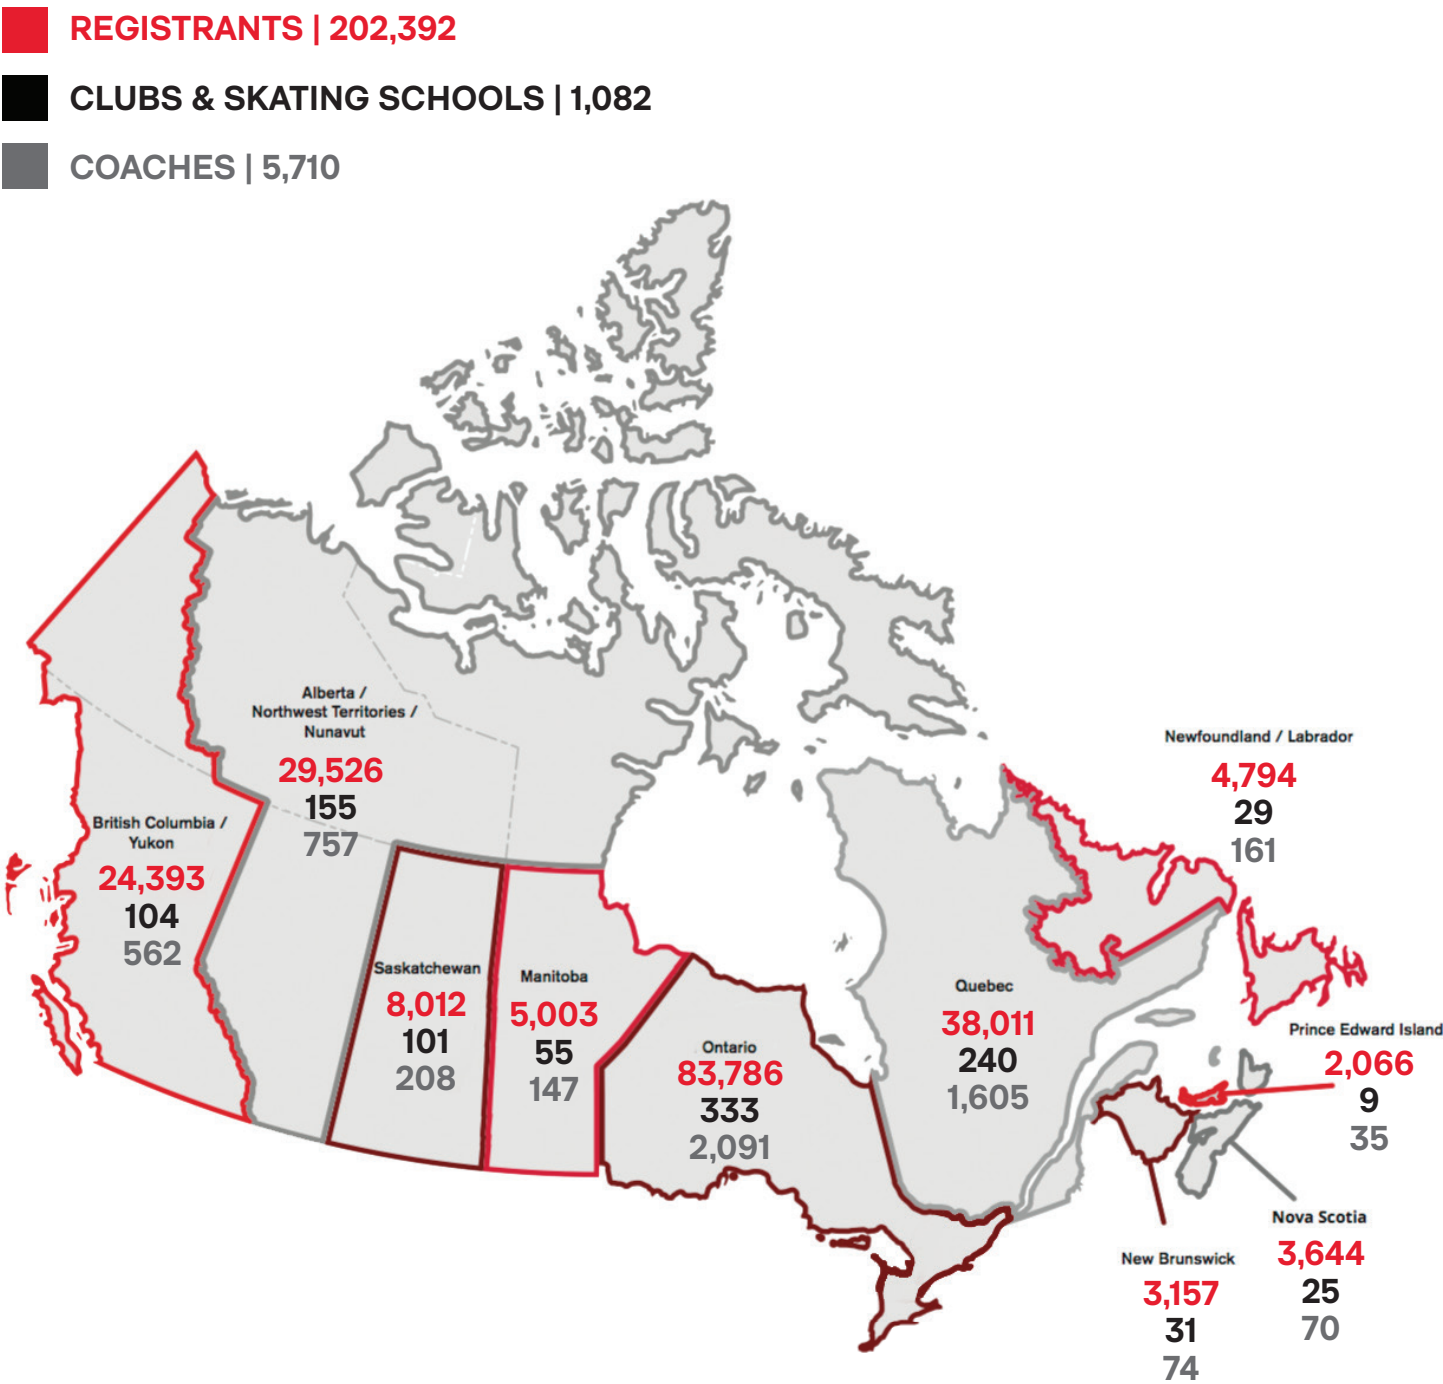 REGISTRANTS | 202,392
CLUBS & SKATING SCHOOLS | 1,082
COACHES | 5,710
Alberta /
Northwest Territories /
Nunavut
29,526
155
757
British Columbia /
Yukon
24,393
104
562
Saskatchewan
8,012
101
208
Manitoba
5,003
55
147
Ontario
83,786
333
2,091
Quebec
38,011
240
1,605
Newfoundland / Labrador
4,794
29
161
Prince Edward Island
2,066
9
35
Nova Scotia
3,644
25
70
New Brunswick
3,157
31
74